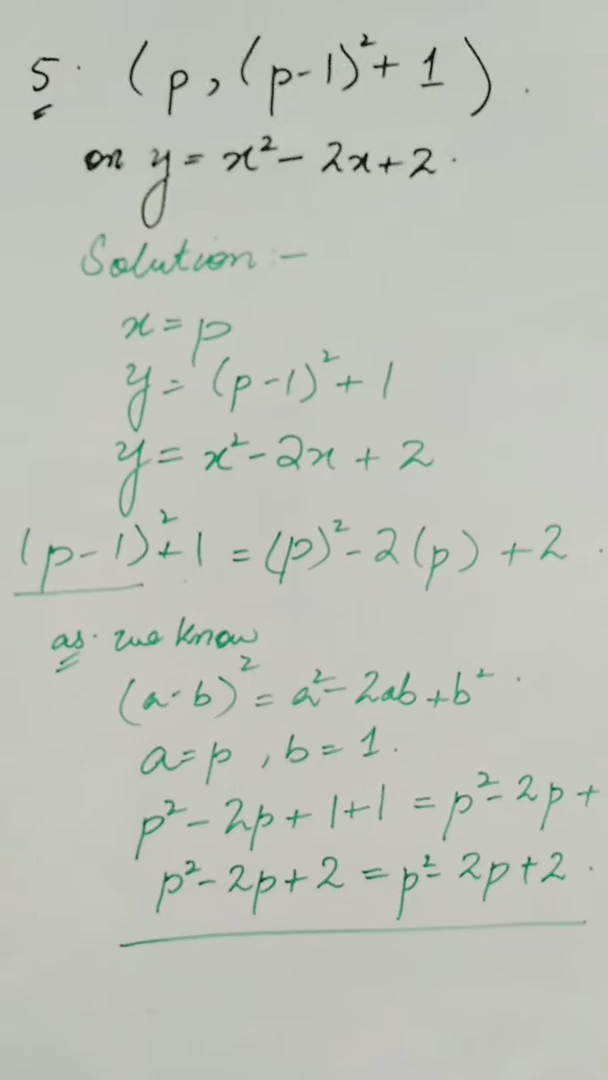 5. (p, (p-1)²+1).
on y = x²- 2x+2.
Solution :-
x = p
y = (p-1)²+1
y = x²-2x + 2
(p-1)²+1 = (p)²-2(p) +2.
as we know
(a-b)² = a²-2ab+b².
a=p, b=1.
p²-2p+1+1 = p²-2p+
p²-2p+2 = p²-2p+2.